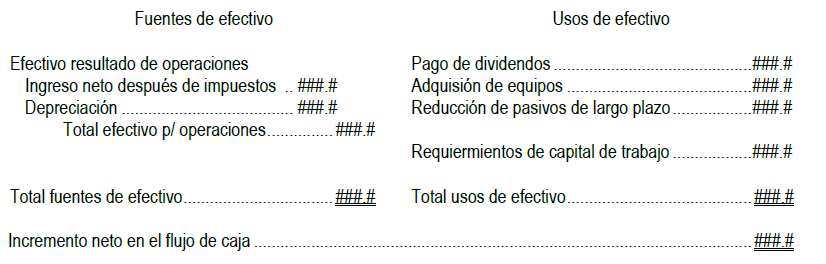 Fuentes de efectivo
Usos de efectivo
Efectivo resultado de operaciones
Ingreso neto después de impuestos .. ###.#
Depreciación ....................................... ###.#
Total efectivo p/ operaciones............... ###.#
Total fuentes de efectivo.................................. ###.#
Pago de dividendos .............................................###.#
Adquisión de equipos ..........................................###.#
Reducción de pasivos de largo plazo ..................###.#
Requiermientos de capital de trabajo ..................###.#
Total usos de efectivo.......................................... ###.#
Incremento neto en el flujo de caja .................................................................................................................. ###.#